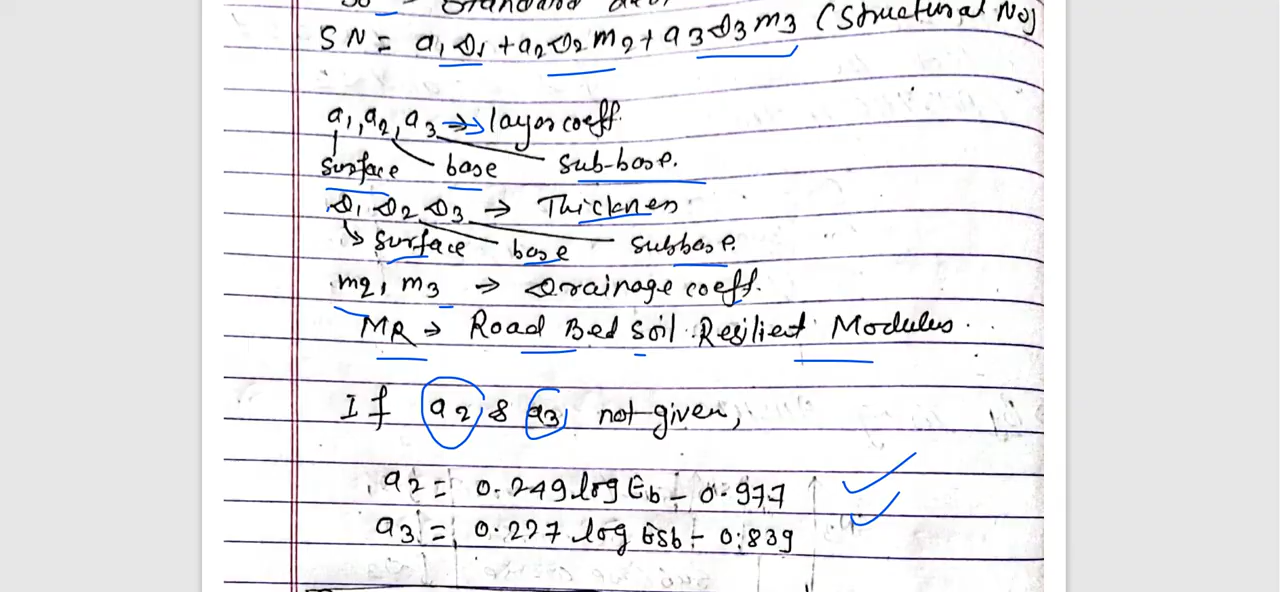 Standard
SN = a1D1 + a2D2m2 + a3D3m3 (Structural No)
a1, a2, a3 ⇒ layer coeff.
Surface base Sub-base.
D1 D2 D3 → Thickness
↳ Surface base subbase.
m2, m3 → Drainage coeff.
MR → Road Bed Soil Resilient Modulus.
If a2 & a3 not given,
a2 = 0.249 log Eb - 0.977
a3 = 0.227 log Esb - 0.839